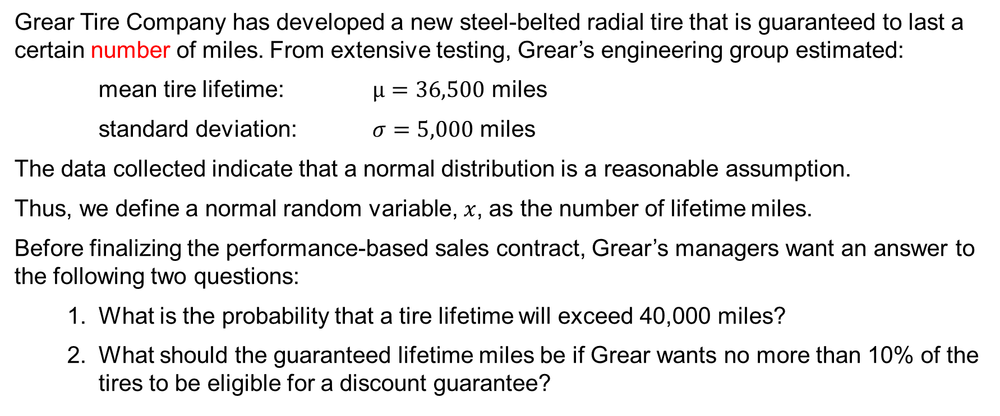 Grear Tire Company has developed a new steel-belted radial tire that is guaranteed to last a
certain number of miles. From extensive testing, Grear’s engineering group estimated:
mean tire lifetime: μ = 36,500 miles
standard deviation: σ = 5,000 miles
The data collected indicate that a normal distribution is a reasonable assumption.
Thus, we define a normal random variable, x, as the number of lifetime miles.
Before finalizing the performance-based sales contract, Grear’s managers want an answer to
the following two questions:
1. What is the probability that a tire lifetime will exceed 40,000 miles?
2. What should the guaranteed lifetime miles be if Grear wants no more than 10% of the
tires to be eligible for a discount guarantee?